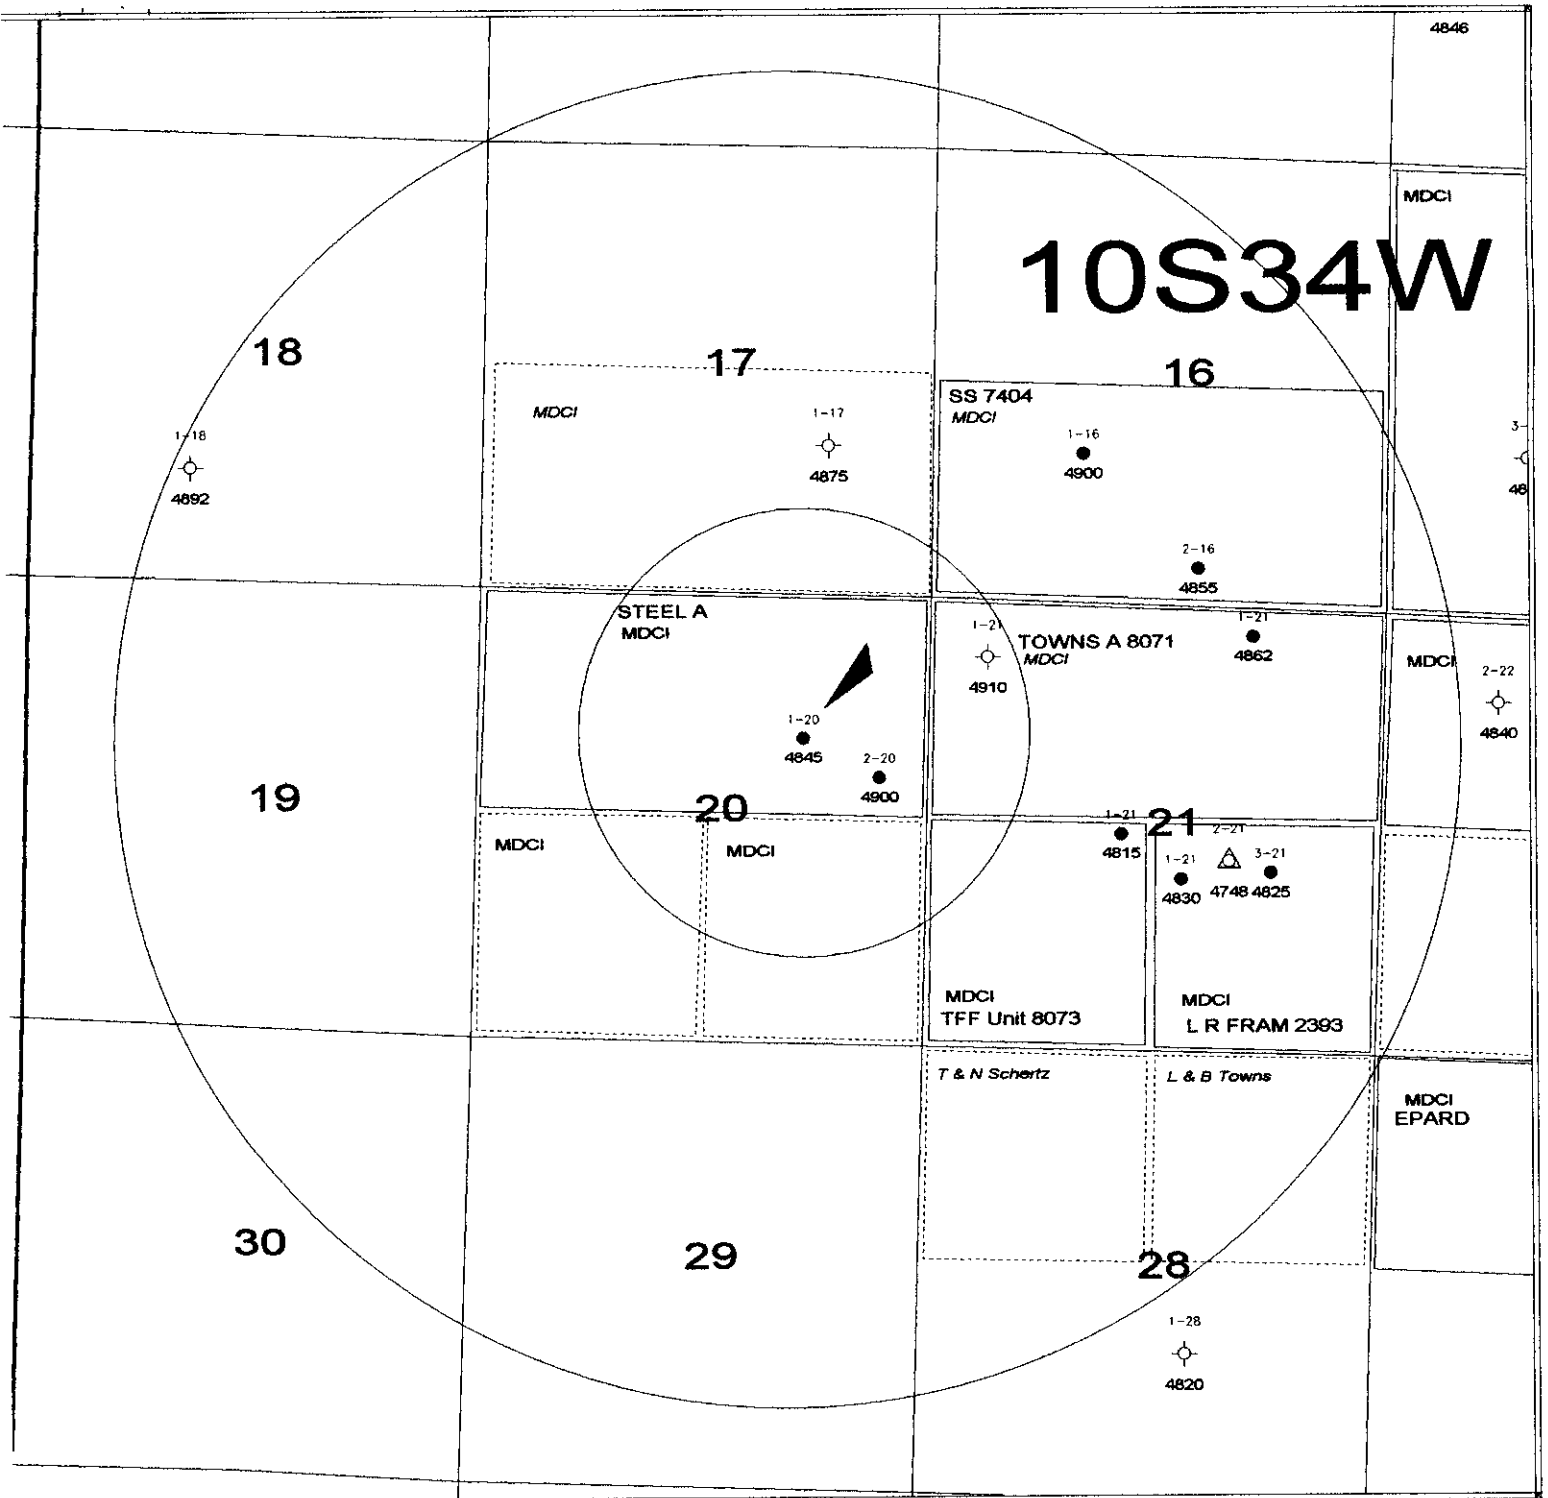 4846
MDCI
10S34W
18
17
16
MDCI
1-17
4875
SS 7404
MDCI
1-16
4900
3-
48
1-18
4892
2-16
4855
STEEL A
MDCI
1-21
4910
TOWNS A 8071
MDCI
1-21
4862
MDCI
2-22
4840
1-20
4845
2-20
4900
19
20
21
MDCI
MDCI
1-21
4815
1-21
4830
2-21
4748
3-21
4825
MDCI
TFF Unit 8073
MDCI
L R FRAM 2393
T & N Schertz
L & B Towns
MDCI
EPARD
30
29
28
1-28
4820